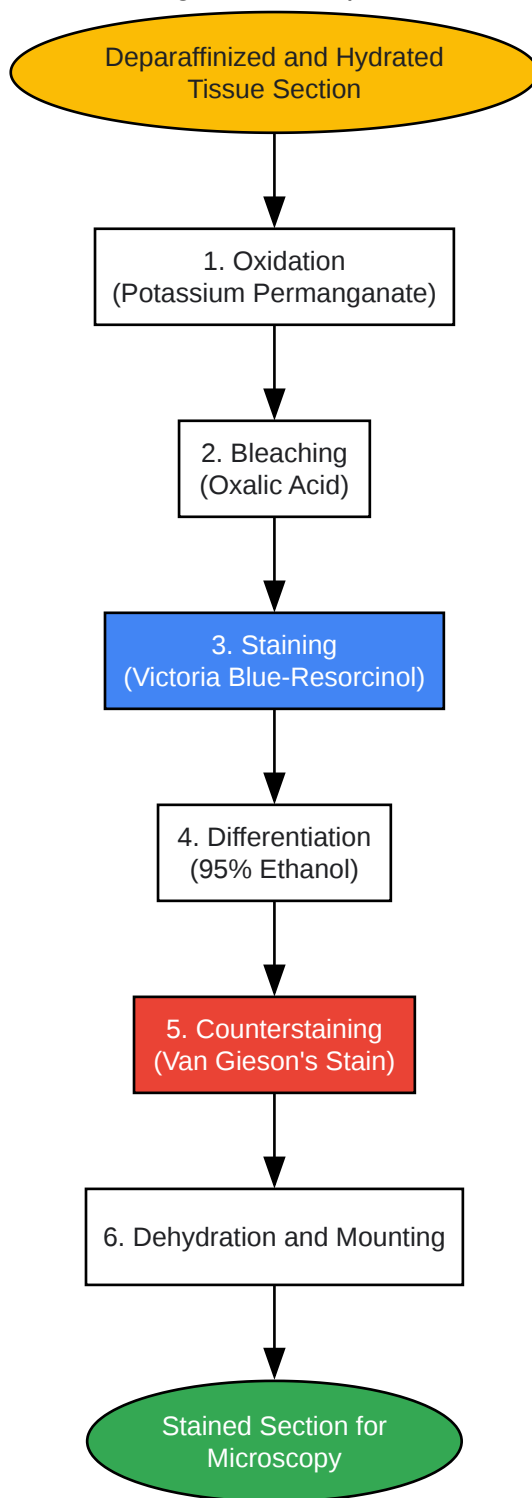 Deparaffinized and Hydrated
Tissue Section
1. Oxidation
(Potassium Permanganate)
2. Bleaching
(Oxalic Acid)
3. Staining
(Victoria Blue-Resorcinol)
4. Differentiation
(95% Ethanol)
5. Counterstaining
(Van Gieson's Stain)
6. Dehydration and Mounting
Stained Section for
Microscopy